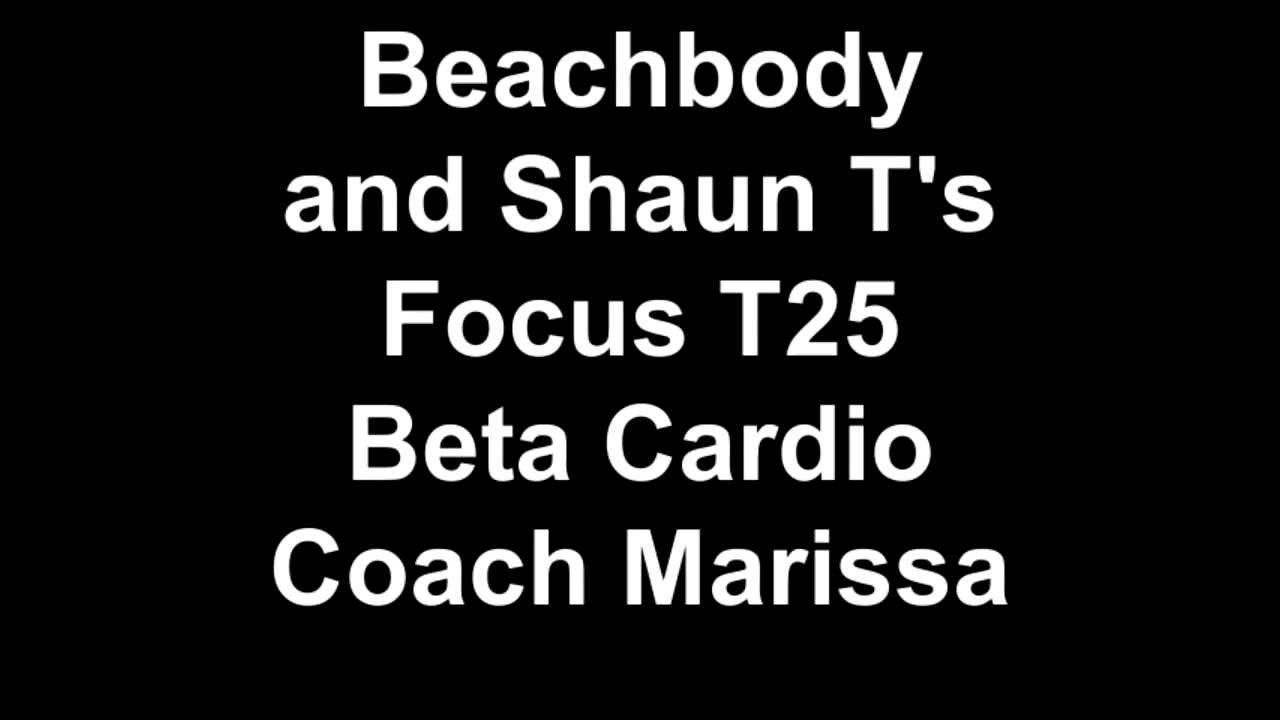 Beachbody
and Shaun T's
Focus T25
Beta Cardio
Coach Marissa